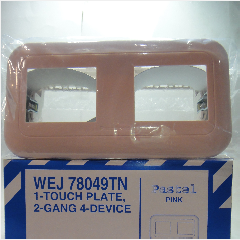 WEJ 78049TN
1-TOUCH PLATE,
2-GANG 4-DEVICE
Pascal
PINK